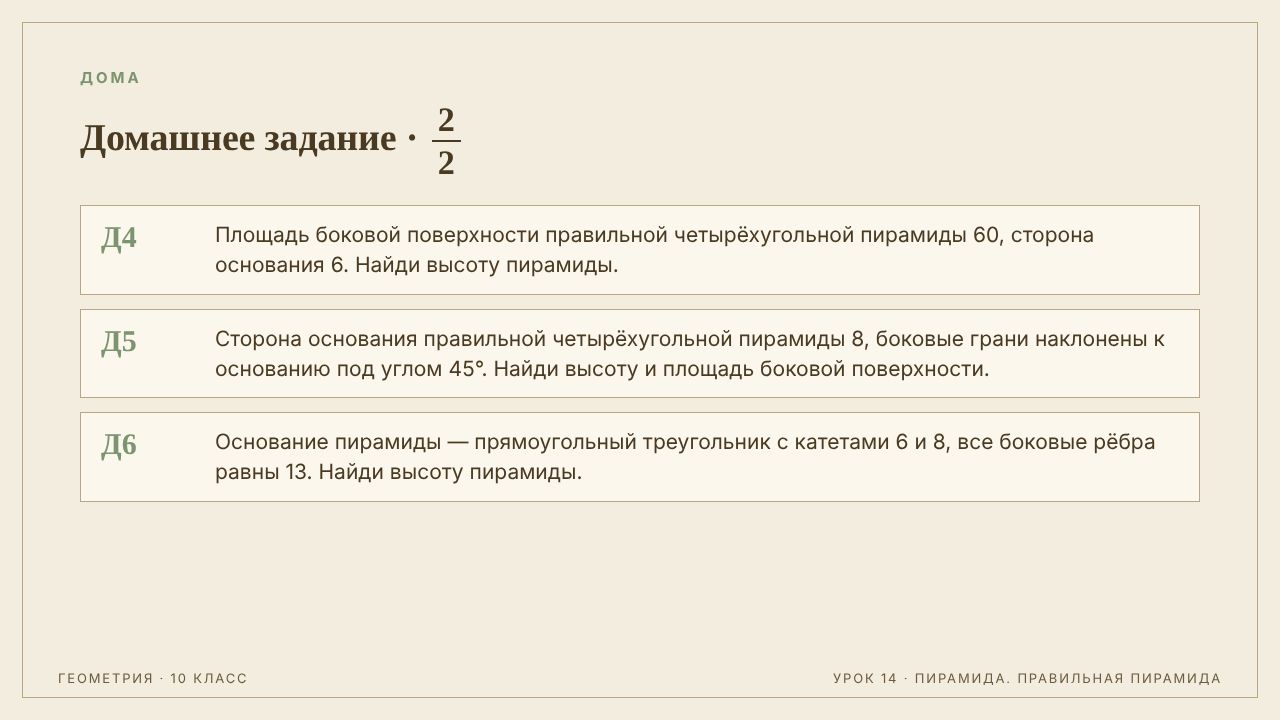 ДОМА
Домашнее задание · 2/2
Д4
Площадь боковой поверхности правильной четырёхугольной пирамиды 60, сторона
основания 6. Найди высоту пирамиды.
Д5
Сторона основания правильной четырёхугольной пирамиды 8, боковые грани наклонены к
основанию под углом 45°. Найди высоту и площадь боковой поверхности.
Д6
Основание пирамиды — прямоугольный треугольник с катетами 6 и 8, все боковые рёбра
равны 13. Найди высоту пирамиды.
ГЕОМЕТРИЯ · 10 КЛАСС
УРОК 14 · ПИРАМИДА. ПРАВИЛЬНАЯ ПИРАМИДА